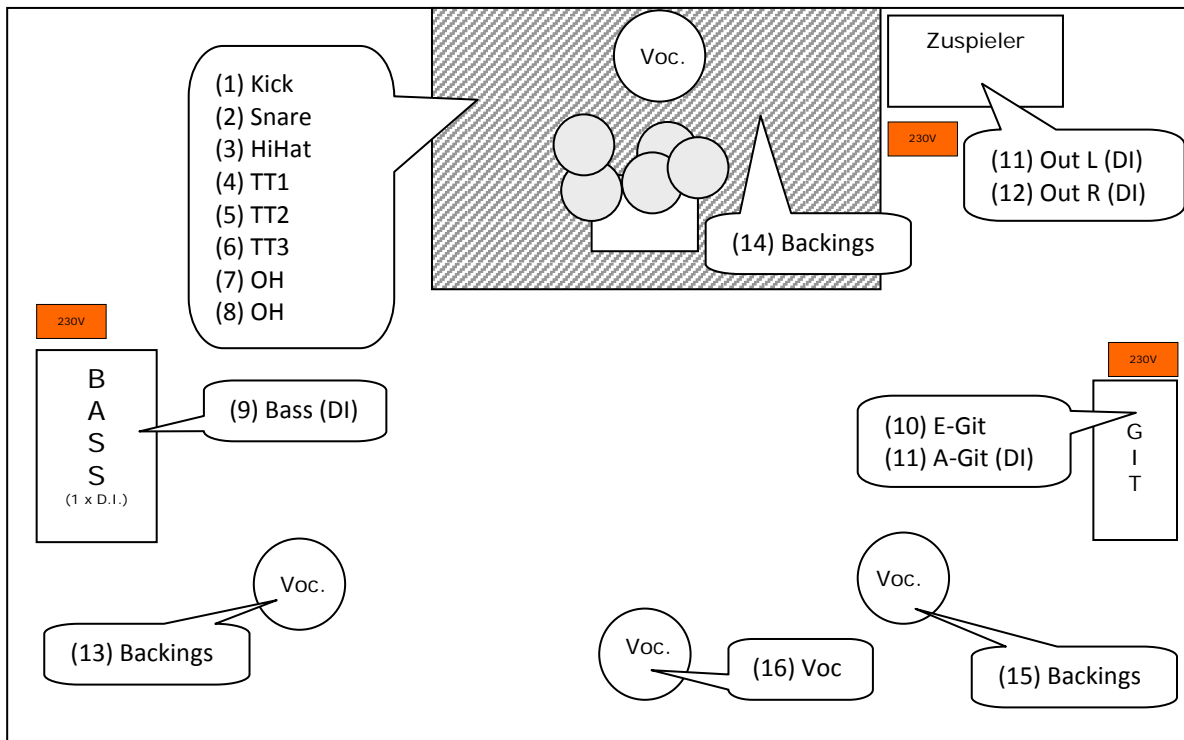 Voc.
Zuspieler
(1) Kick
(2) Snare
(3) HiHat
(4) TT1
(5) TT2
(6) TT3
(7) OH
(8) OH
230V
(11) Out L (DI)
(12) Out R (DI)
(14) Backings
230V
B
A
S
S
(1 x D.I.)
(9) Bass (DI)
230V
(10) E-Git
(11) A-Git (DI)
G
I
T
Voc.
(13) Backings
Voc.
(16) Voc
Voc.
(15) Backings